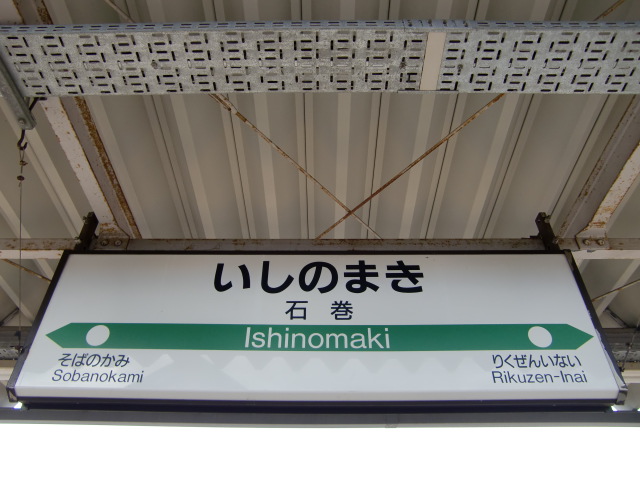 いしのまき
石巻
Ishinomaki
そばのかみ
Sobanokami
りくぜんいない
Rikuzen-Inai